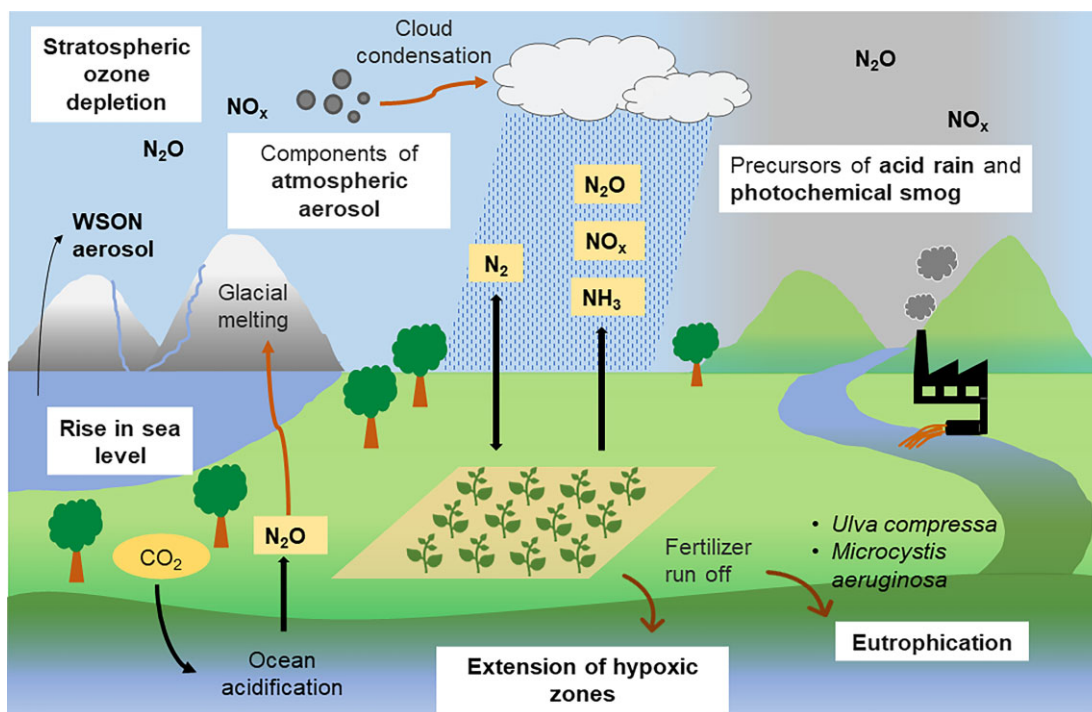 Stratospheric
ozone
depletion
Cloud
condensation
N₂O
NOₓ
NOₓ
N₂O
Components of
atmospheric
aerosol
N₂O
Precursors of acid rain and
photochemical smog
WSON
aerosol
N₂
NOₓ
NH₃
Glacial
melting
Rise in sea
level
N₂O
CO₂
Fertilizer
run off
• Ulva compressa
• Microcystis
aeruginosa
Ocean
acidification
Extension of hypoxic
zones
Eutrophication